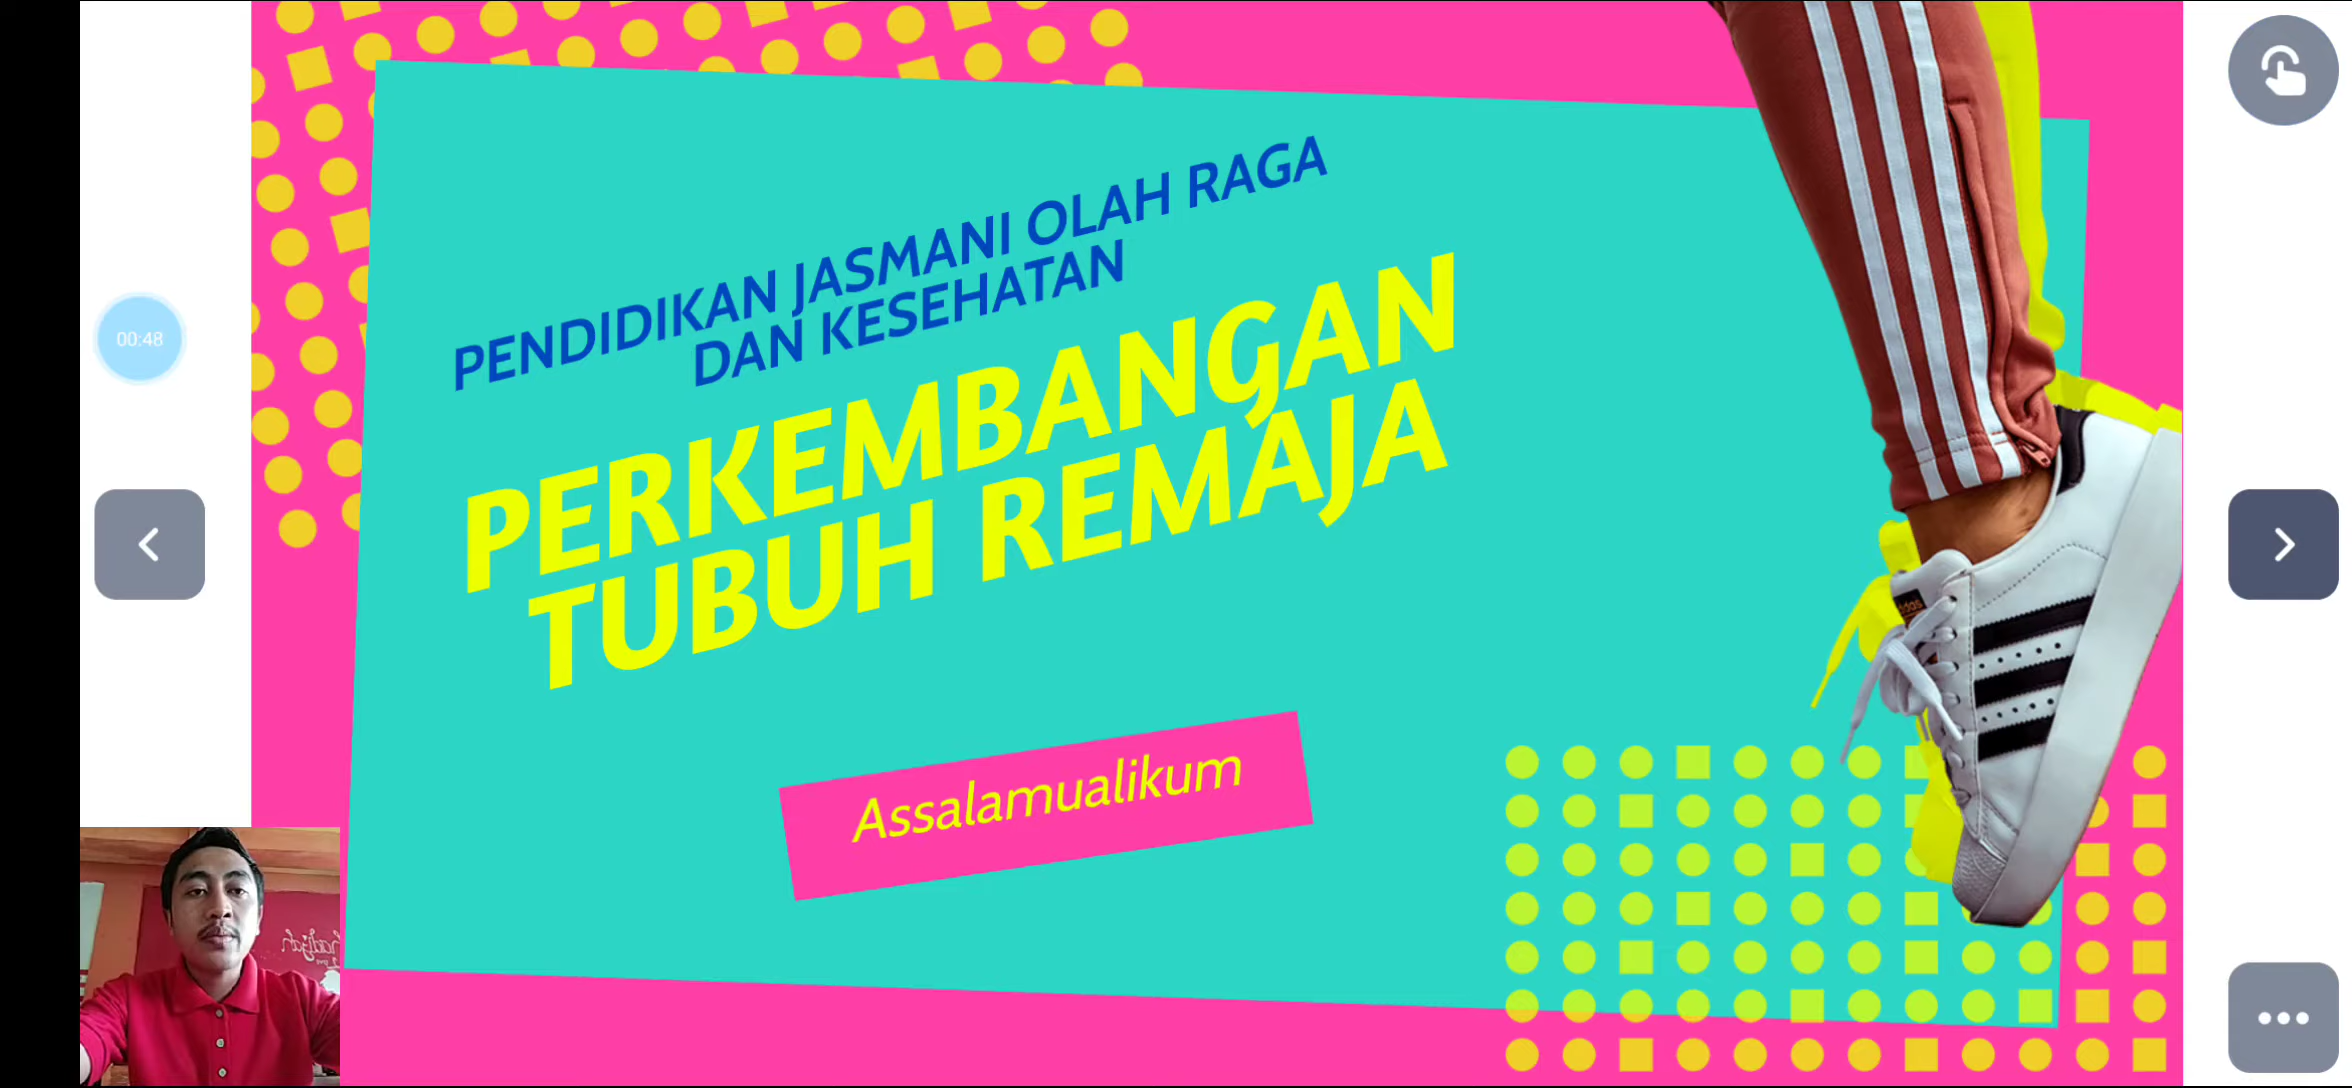 PENDIDIKAN JASMANI OLAH RAGA
DAN KESEHATAN
PERKEMBANGAN
TUBUH REMAJA
Assalamualikum
00:48